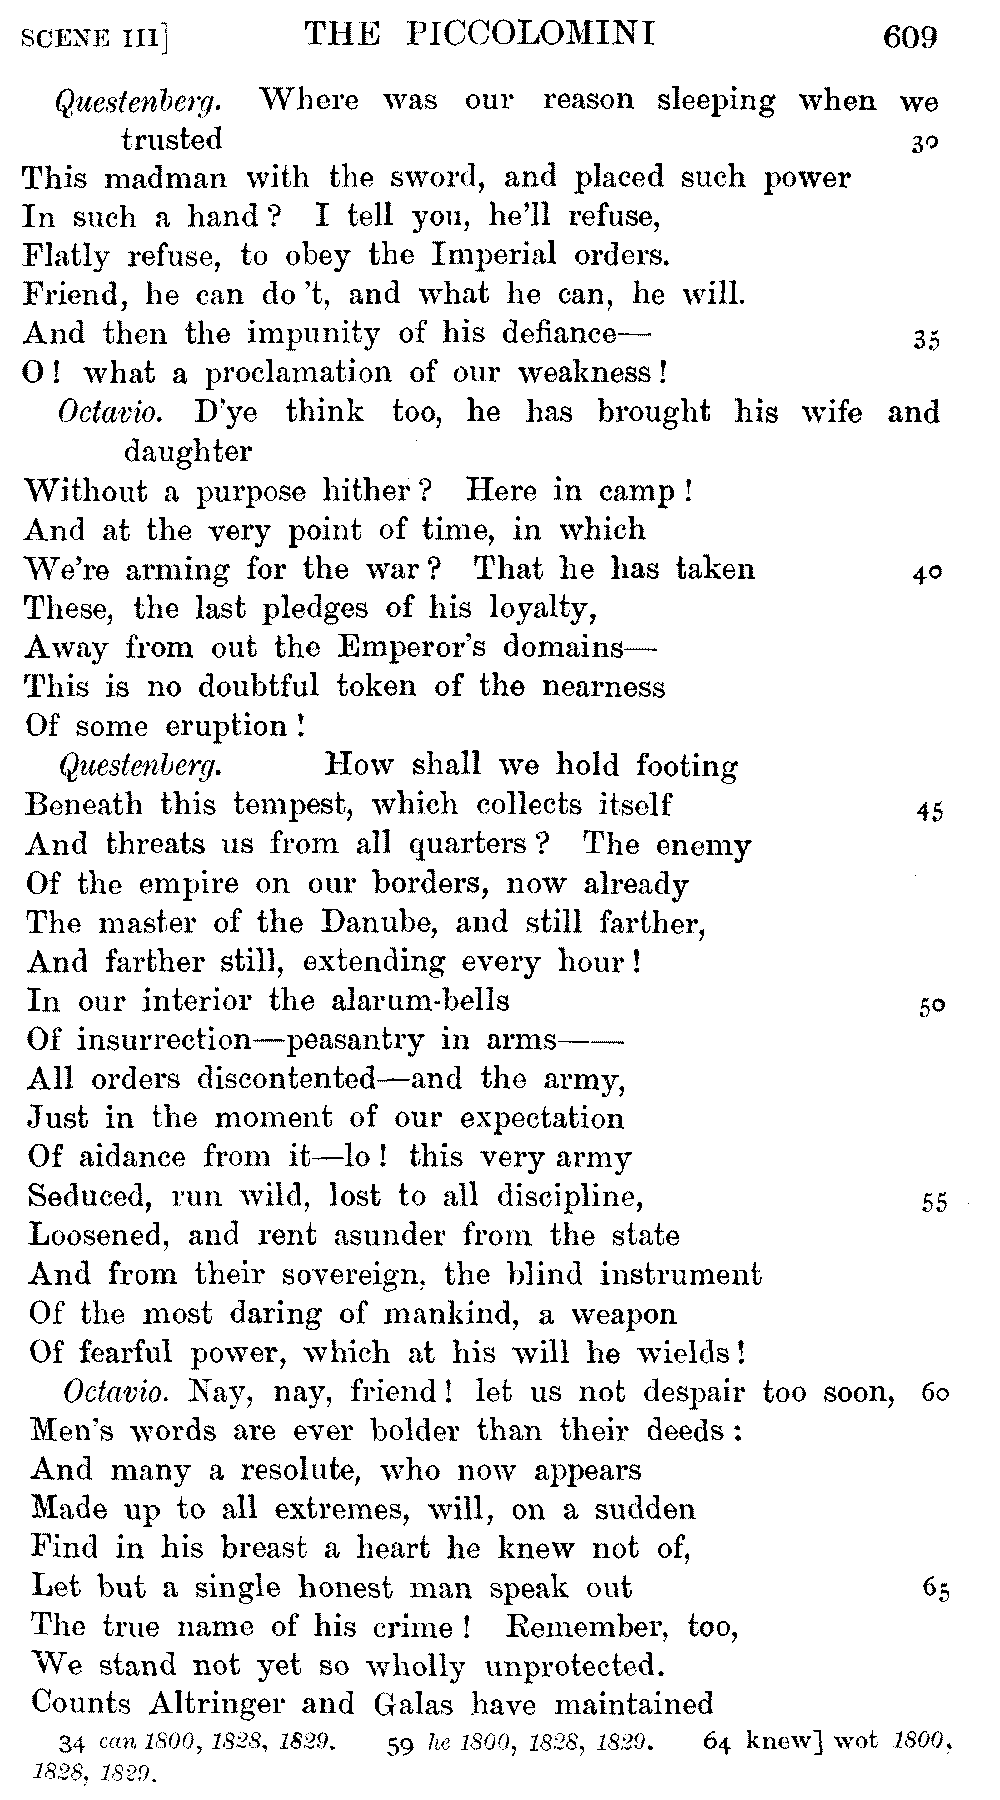 SCENE III] THE PICCOLOMINI 609
Questenberg. Where was our reason sleeping when we
trusted 30
This madman with the sword, and placed such power
In such a hand? I tell you, he'll refuse,
Flatly refuse, to obey the Imperial orders.
Friend, he can do 't, and what he can, he will.
And then the impunity of his defiance— 35
O! what a proclamation of our weakness!
Octavio. D'ye think too, he has brought his wife and
daughter
Without a purpose hither? Here in camp!
And at the very point of time, in which
We're arming for the war? That he has taken 40
These, the last pledges of his loyalty,
Away from out the Emperor's domains—
This is no doubtful token of the nearness
Of some eruption!
Questenberg. How shall we hold footing
Beneath this tempest, which collects itself 45
And threats us from all quarters? The enemy
Of the empire on our borders, now already
The master of the Danube, and still farther,
And farther still, extending every hour!
In our interior the alarum-bells 50
Of insurrection—peasantry in arms——
All orders discontented—and the army,
Just in the moment of our expectation
Of aidance from it—lo! this very army
Seduced, run wild, lost to all discipline, 55
Loosened, and rent asunder from the state
And from their sovereign, the blind instrument
Of the most daring of mankind, a weapon
Of fearful power, which at his will he wields!
Octavio. Nay, nay, friend! let us not despair too soon, 60
Men's words are ever bolder than their deeds:
And many a resolute, who now appears
Made up to all extremes, will, on a sudden
Find in his breast a heart he knew not of,
Let but a single honest man speak out 65
The true name of his crime! Remember, too,
We stand not yet so wholly unprotected.
Counts Altringer and Galas have maintained
34 can 1800, 1828, 1829. 59 he 1800, 1828, 1829. 64 knew] wot 1800,
1828, 1829.